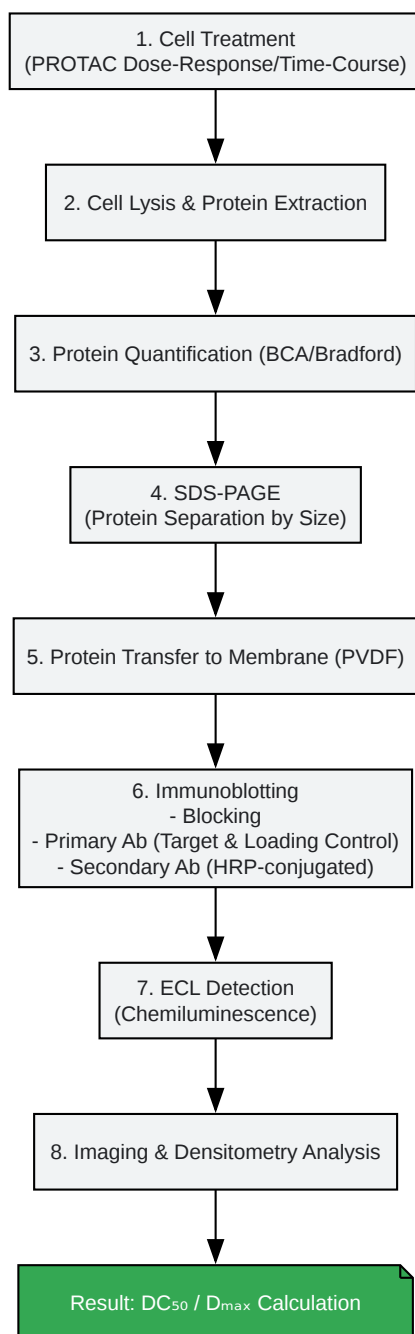 1. Cell Treatment
(PROTAC Dose-Response/Time-Course)
2. Cell Lysis & Protein Extraction
3. Protein Quantification (BCA/Bradford)
4. SDS-PAGE
(Protein Separation by Size)
5. Protein Transfer to Membrane (PVDF)
6. Immunoblotting
- Blocking
- Primary Ab (Target & Loading Control)
- Secondary Ab (HRP-conjugated)
7. ECL Detection
(Chemiluminescence)
8. Imaging & Densitometry Analysis
Result: DC₅₀ / Dₘₐₓ Calculation